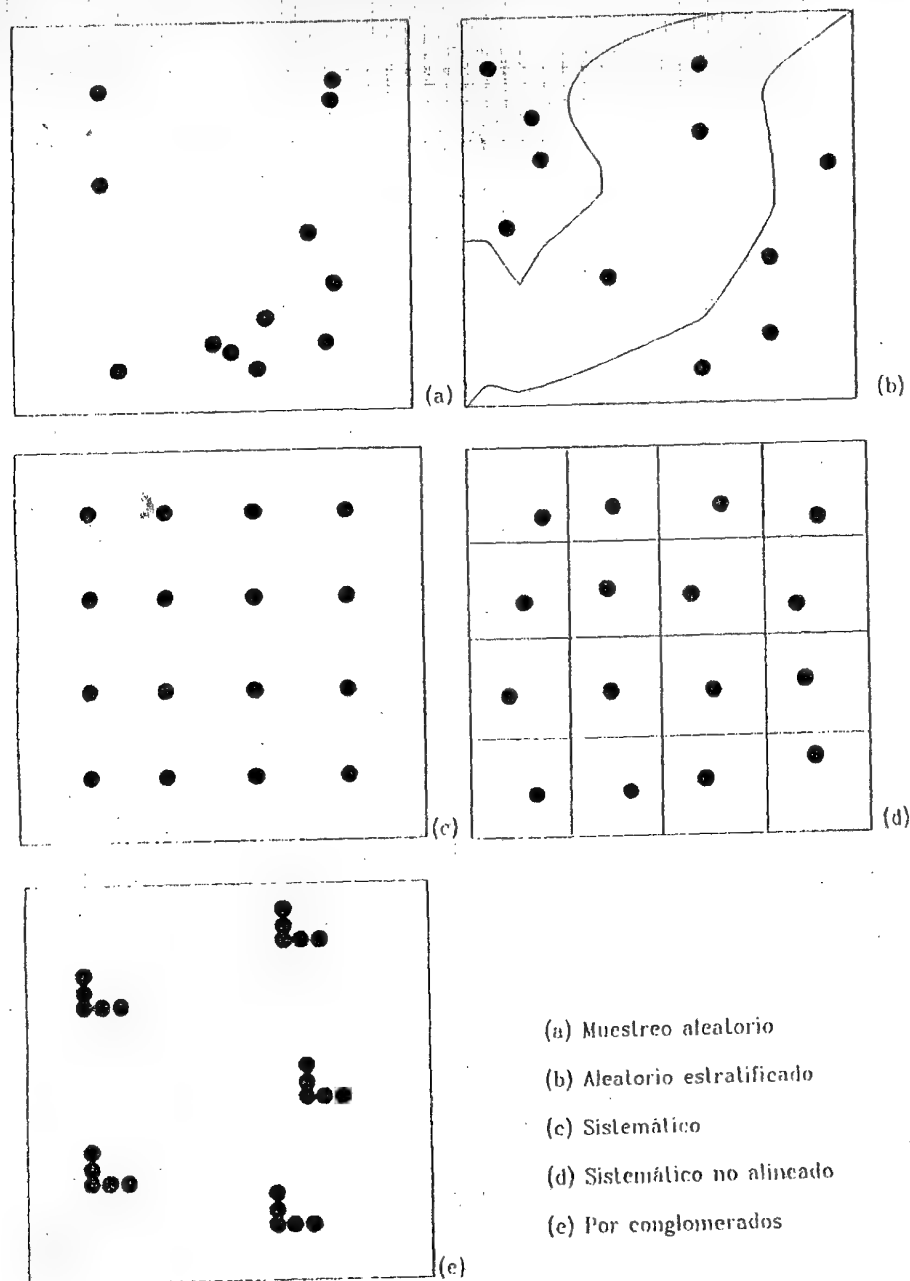 (a)
(b)
(c)
(d)
(e)
(a) Muestreo aleatorio
(b) Aleatorio estratificado
(c) Sistemático
(d) Sistemático no alineado
(e) Por conglomerados